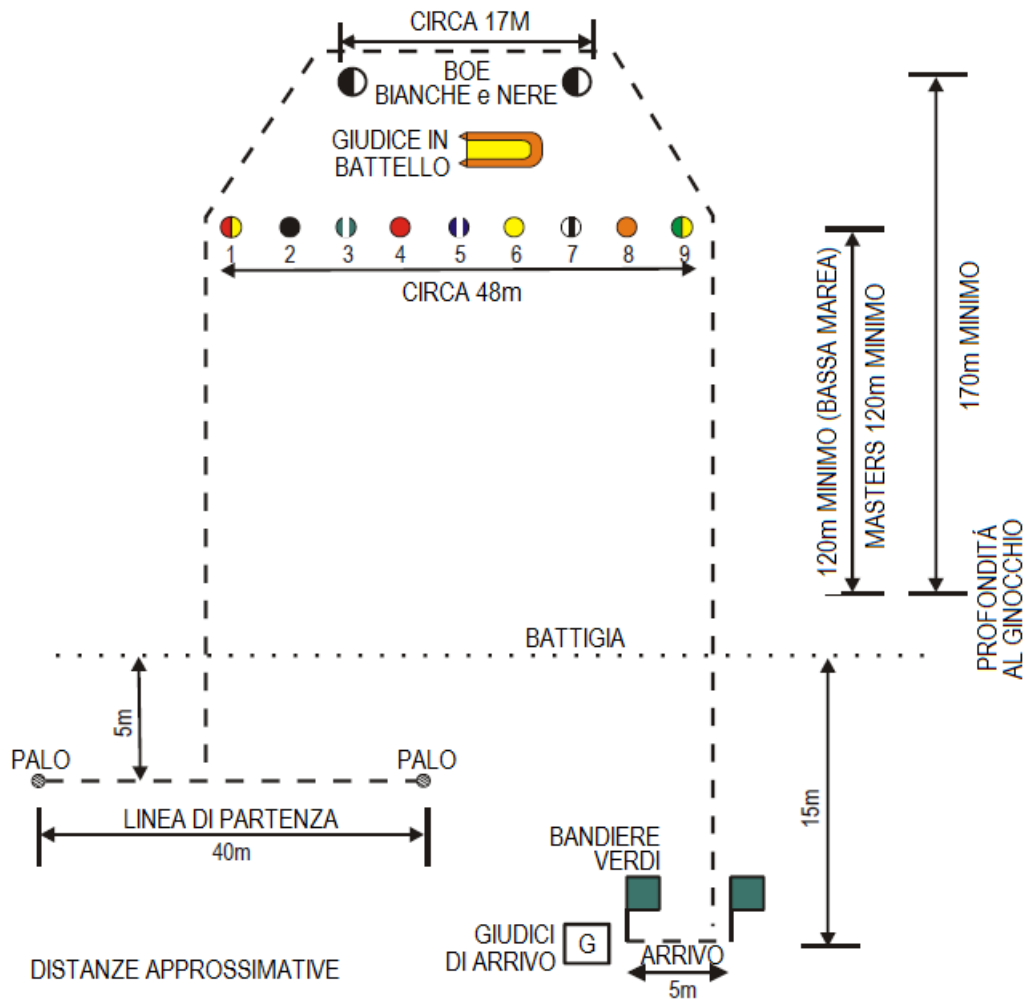 CIRCA 17M
BOE
BIANCHE e NERE
GIUDICE IN
BATTELLO
1 2 3 4 5 6 7 8 9
CIRCA 48m
120m MINIMO (BASSA MAREA)
MASTERS 120m MINIMO
170m MINIMO
PROFONDITÁ
AL GINOCCHIO
BATTIGIA
5m
PALO
PALO
LINEA DI PARTENZA
40m
15m
BANDIERE
VERDI
GIUDICI
DI ARRIVO
G
ARRIVO
5m
DISTANZE APPROSSIMATIVE